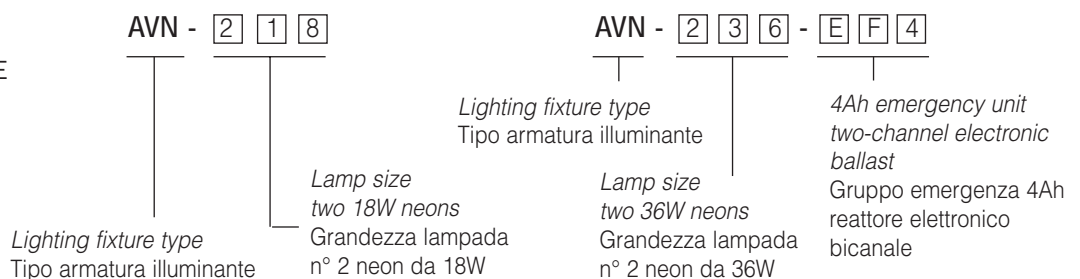 AVN - 2 1 8
E
Lighting fixture type
Tipo armatura illuminante
Lamp size
two 18W neons
Grandezza lampada
n° 2 neon da 18W
AVN - 2 3 6 - E F 4
Lighting fixture type
Tipo armatura illuminante
Lamp size
two 36W neons
Grandezza lampada
n° 2 neon da 36W
4Ah emergency unit
two-channel electronic
ballast
Gruppo emergenza 4Ah
reattore elettronico
bicanale